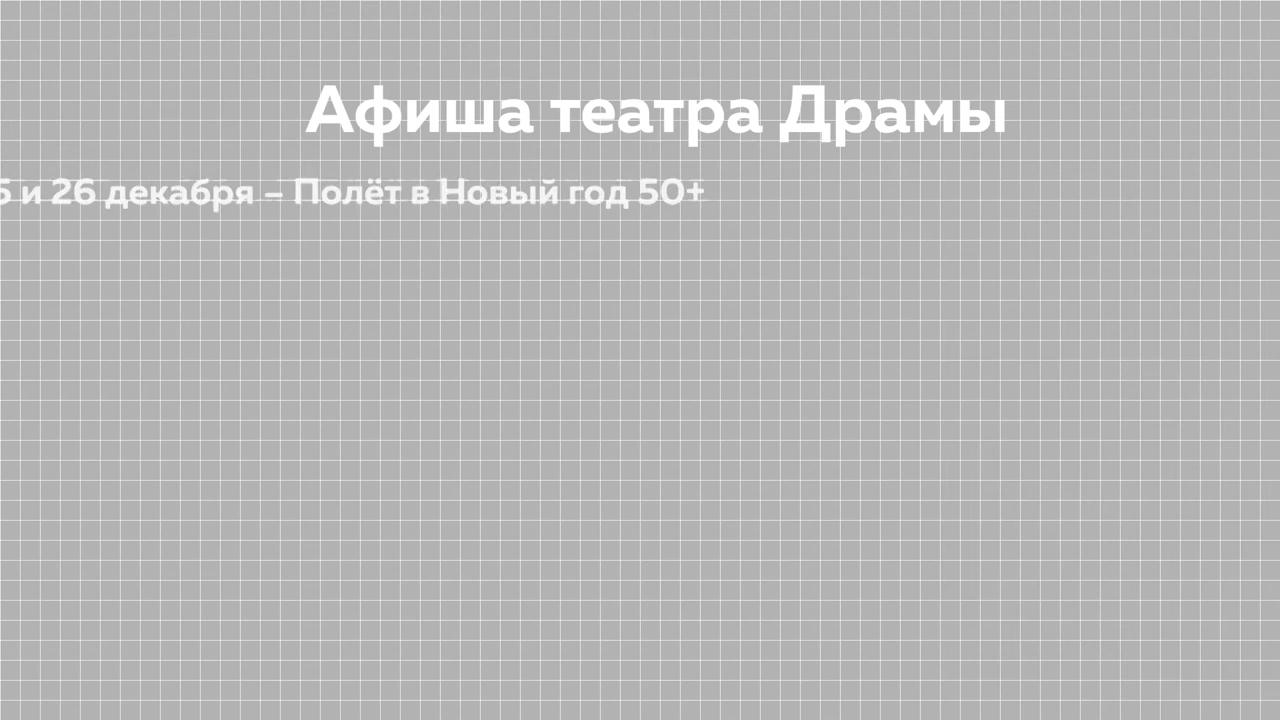 Афиша театра Драмы
и 26 декабря – Полёт в Новый год 50+